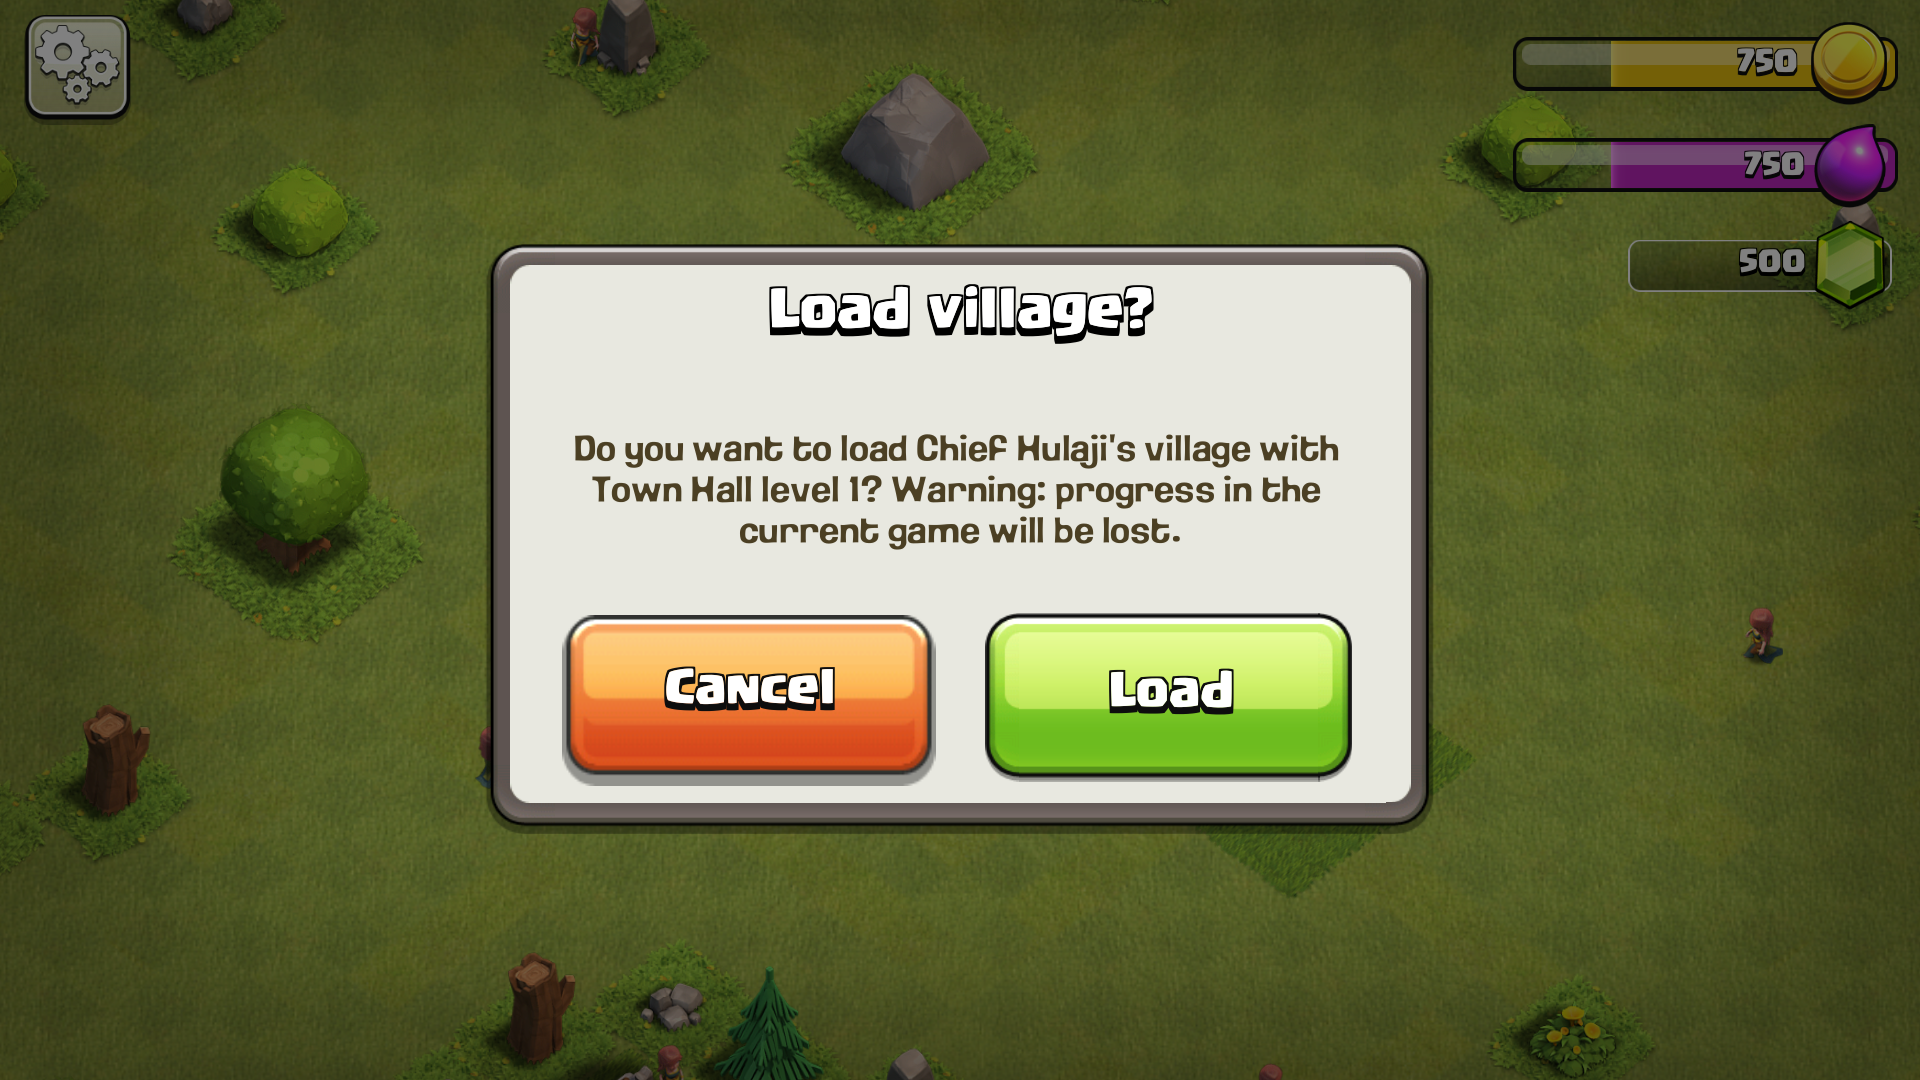 750
750
500
Load village?
Do you want to load Chief Hulaji's village with
Town Hall level 1? Warning: progress in the
current game will be lost.
Cancel
Load